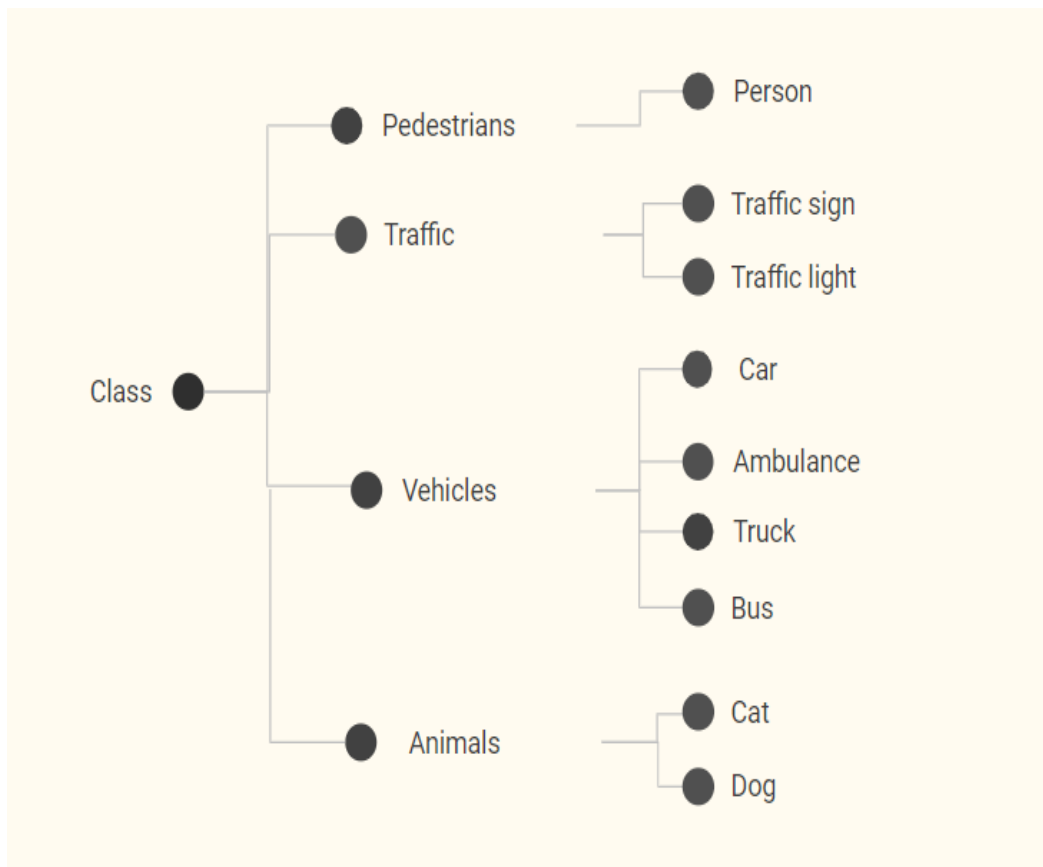 Person
Pedestrians
Traffic sign
Traffic
Traffic light
Car
Class
Ambulance
Vehicles
Truck
Bus
Cat
Animals
Dog